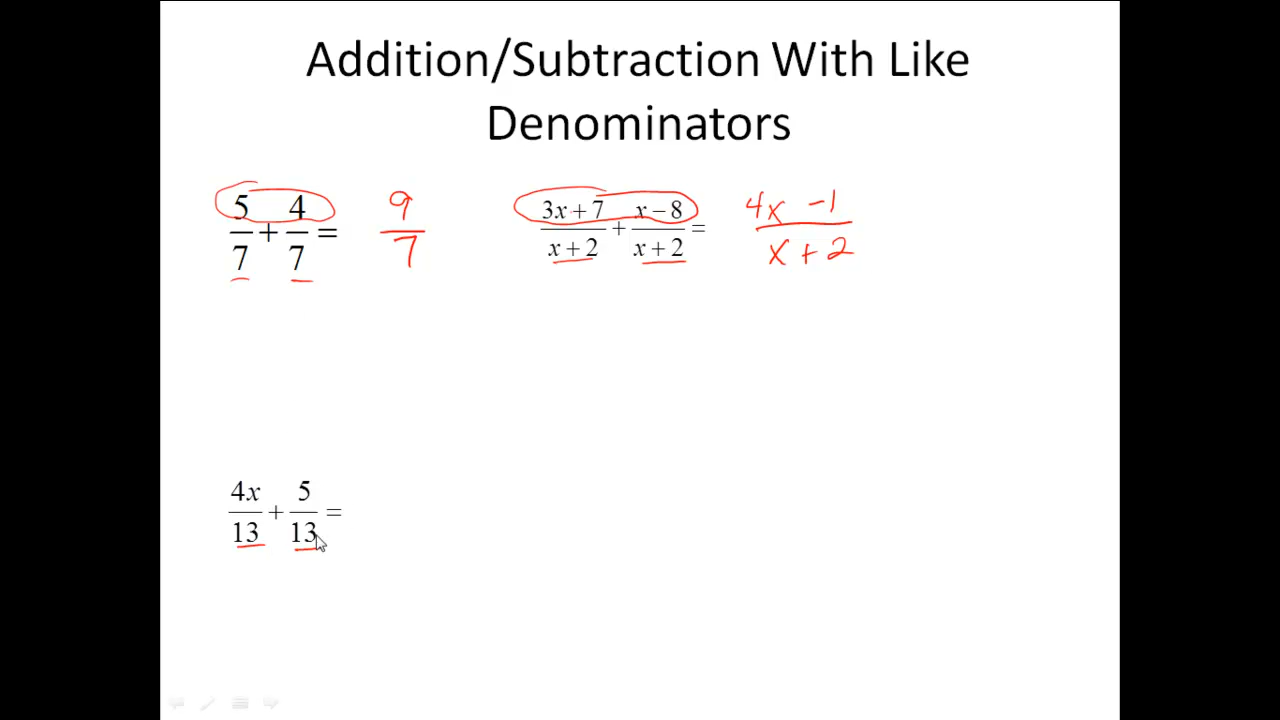 Addition/Subtraction With Like
Denominators
5/7 + 4/7 = 9/7
(3x + 7)/(x + 2) + (x − 8)/(x + 2) = (4x − 1)/(x + 2)
4x/13 + 5/13 =